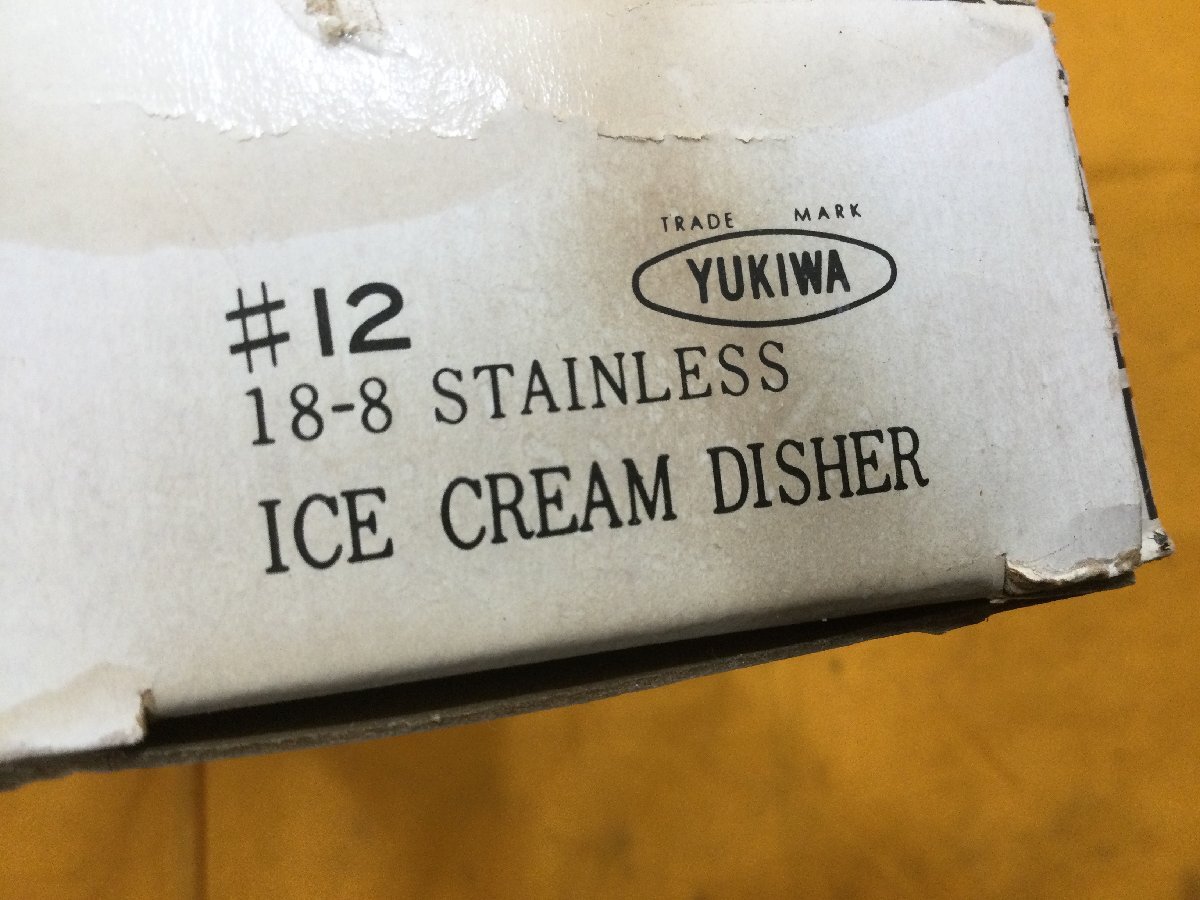 TRADE MARK
YUKIWA
#12
18-8 STAINLESS
ICE CREAM DISHER